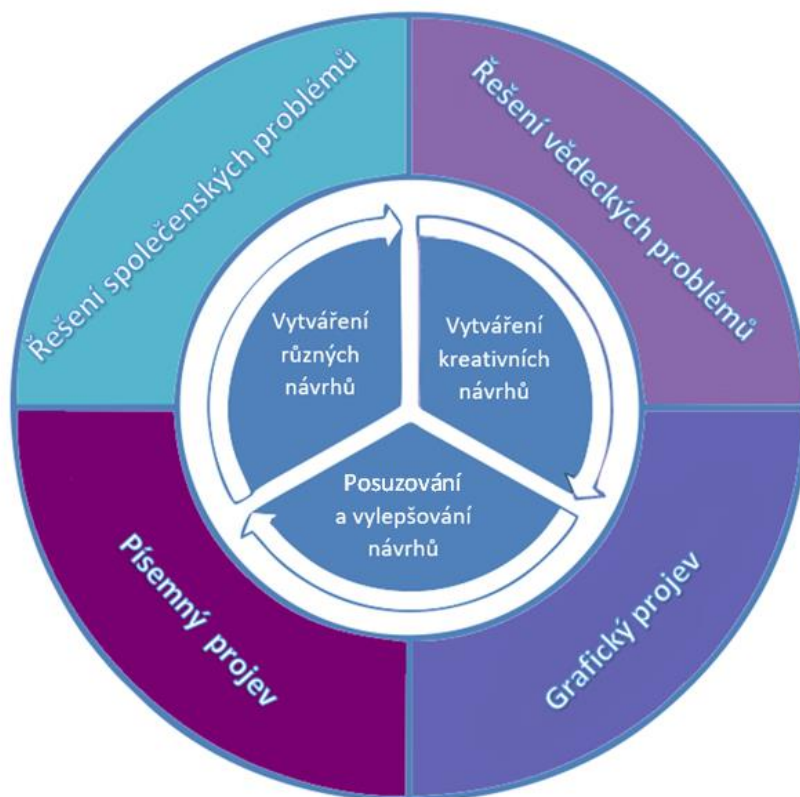 Řešení společenských problémů
Řešení vědeckých problémů
Vytváření
různých
návrhů
Vytváření
kreativních
návrhů
Posuzování
a vylepšování
návrhů
Písemný projev
Grafický projev